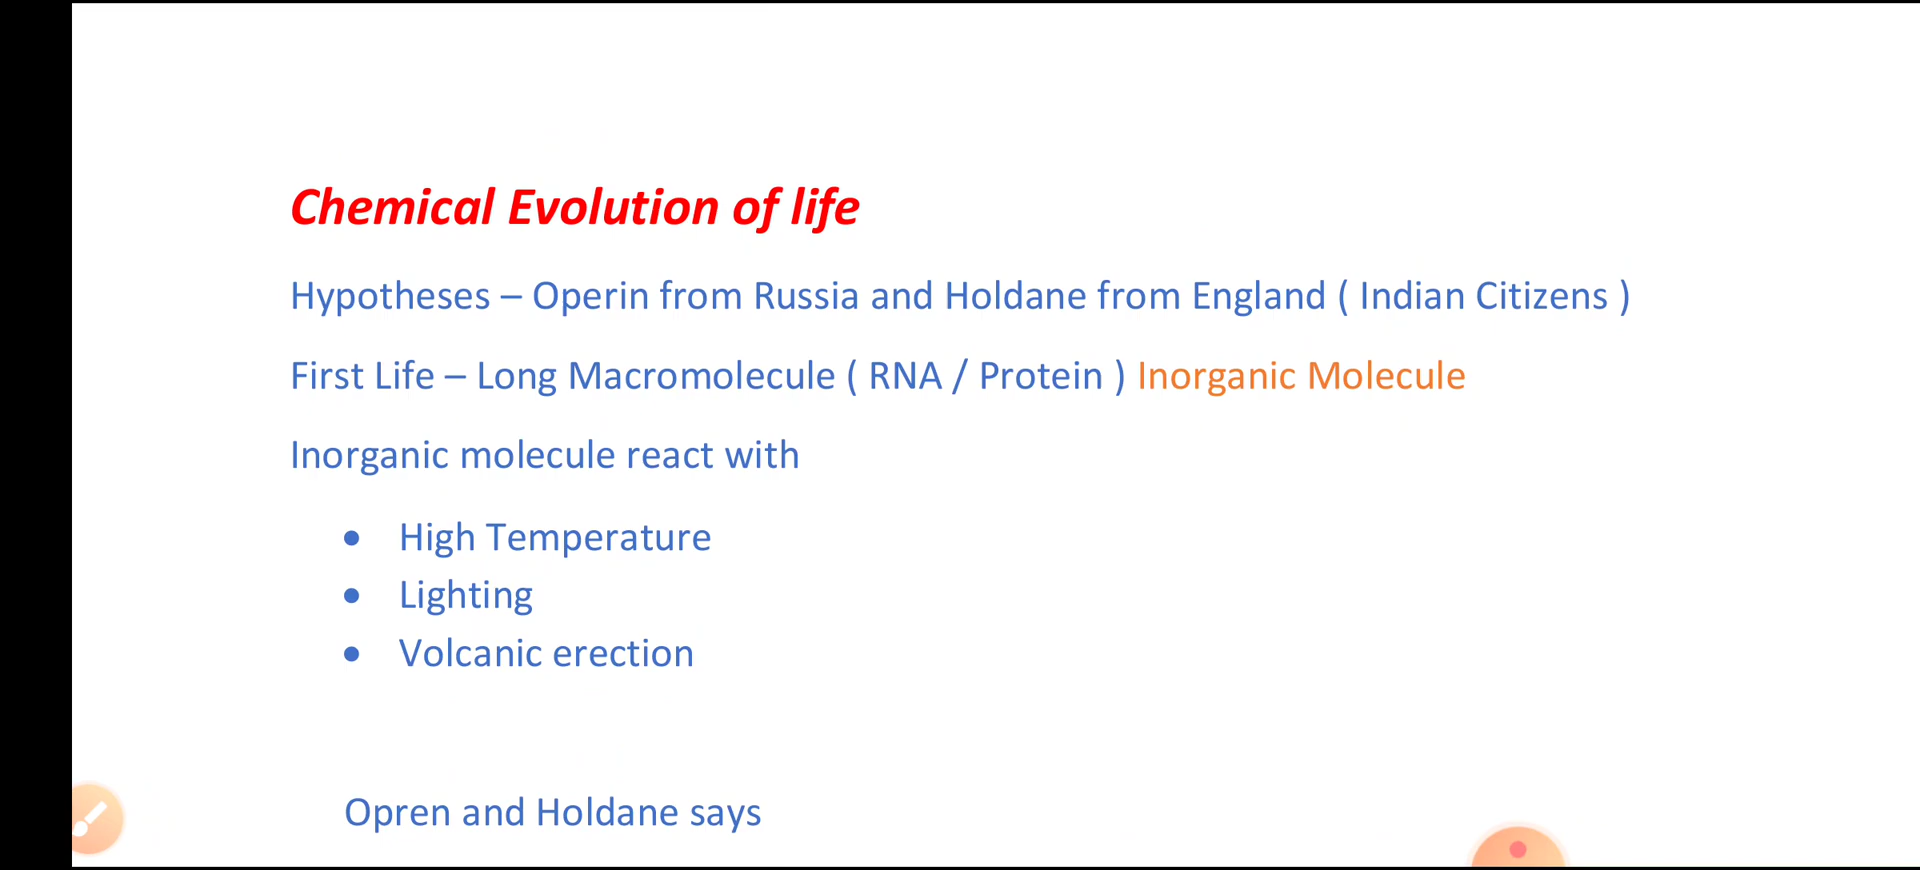 Chemical Evolution of life
Hypotheses – Operin from Russia and Holdane from England ( Indian Citizens )
First Life – Long Macromolecule ( RNA / Protein ) Inorganic Molecule
Inorganic molecule react with
• High Temperature
• Lighting
• Volcanic erection
Opren and Holdane says